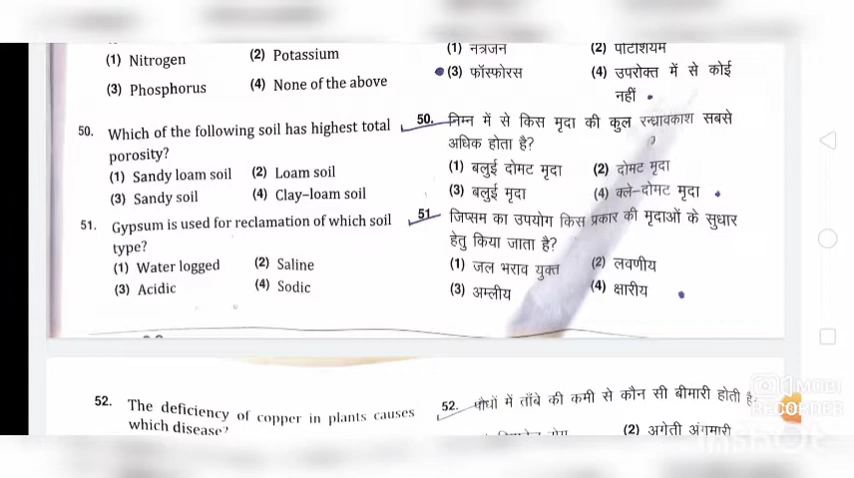 (1) Nitrogen
(2) Potassium
(3) Phosphorus
(4) None of the above
50. Which of the following soil has highest total
porosity?
(1) Sandy loam soil (2) Loam soil
(3) Sandy soil (4) Clay-loam soil
51. Gypsum is used for reclamation of which soil
type?
(1) Water logged (2) Saline
(3) Acidic (4) Sodic
(1) नत्रजन (2) पोटाशियम
(3) फॉस्फोरस (4) उपरोक्त में से कोई
नहीं
50. निम्न में से किस मृदा की कुल रन्ध्रावकाश सबसे
अधिक होता है?
(1) बलुई दोमट मृदा (2) दोमट मृदा
(3) बलुई मृदा (4) क्ले-दोमट मृदा
51 जिप्सम का उपयोग किस प्रकार की मृदाओं के सुधार
हेतु किया जाता है?
(1) जल भराव युक्त (2) लवणीय
(3) अम्लीय (4) क्षारीय
52. The deficiency of copper in plants causes
which disease?
52. पौधों में ताँबे की कमी से कौन सी बीमारी होती है
(2) अगेती अंगमारी
1MOBI
RECORDER
InShOt